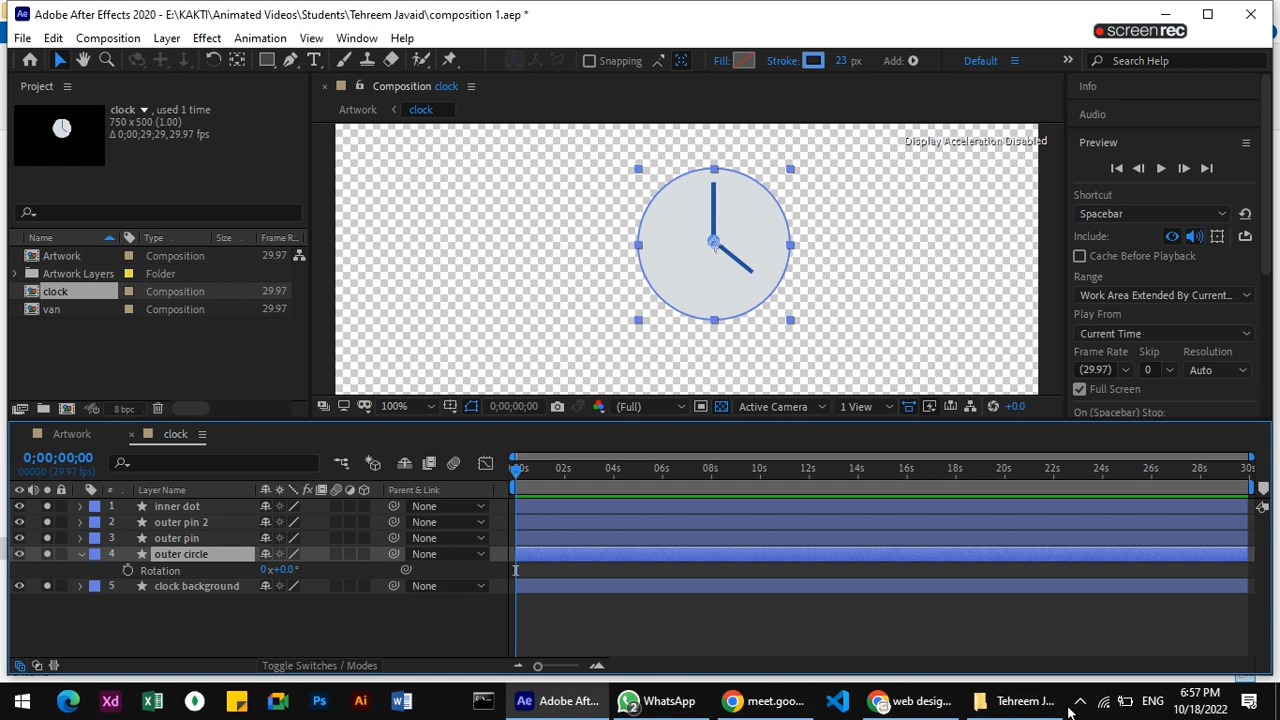 Adobe After Effects 2020 - E:\KAKTI\Animated Videos\Students\Tehreem Javaid\composition 1.aep *
File Edit Composition Layer Effect Animation View Window Help
screenrec
Snapping Fill: Stroke: 23 px Add: Default » Search Help
Project
Composition clock
Info
clock ▼, used 1 time
750 x 500 (1.00)
Δ 0;00;29;29, 29.97 fps
Artwork clock
Audio
Display Acceleration Disabled
Preview
Shortcut
Spacebar
Include:
Cache Before Playback
Range
Work Area Extended By Current...
Play From
Current Time
Frame Rate Skip Resolution
(29.97) 0 Auto
Full Screen
On (Spacebar) Stop:
Name Type Size Frame R...
Artwork Composition 29.97
Artwork Layers Folder
clock Composition 29.97
van Composition 29.97
8 bpc
100% 0;00;00;00 (Full) Active Camera 1 View +0.0
Artwork clock
0;00;00;00
00000 (29.97 fps)
00s 02s 04s 06s 08s 10s 12s 14s 16s 18s 20s 22s 24s 26s 28s 30s
# Layer Name fx Parent & Link
1 inner dot None
2 outer pin 2 None
3 outer pin None
4 outer circle None
Rotation 0x+0.0°
5 clock background None
Toggle Switches / Modes
Xd Ps Ai Ae Adobe Aft... 2 WhatsApp meet.goo... web desig... Tehreem J... ENG
6:57 PM
10/18/2022